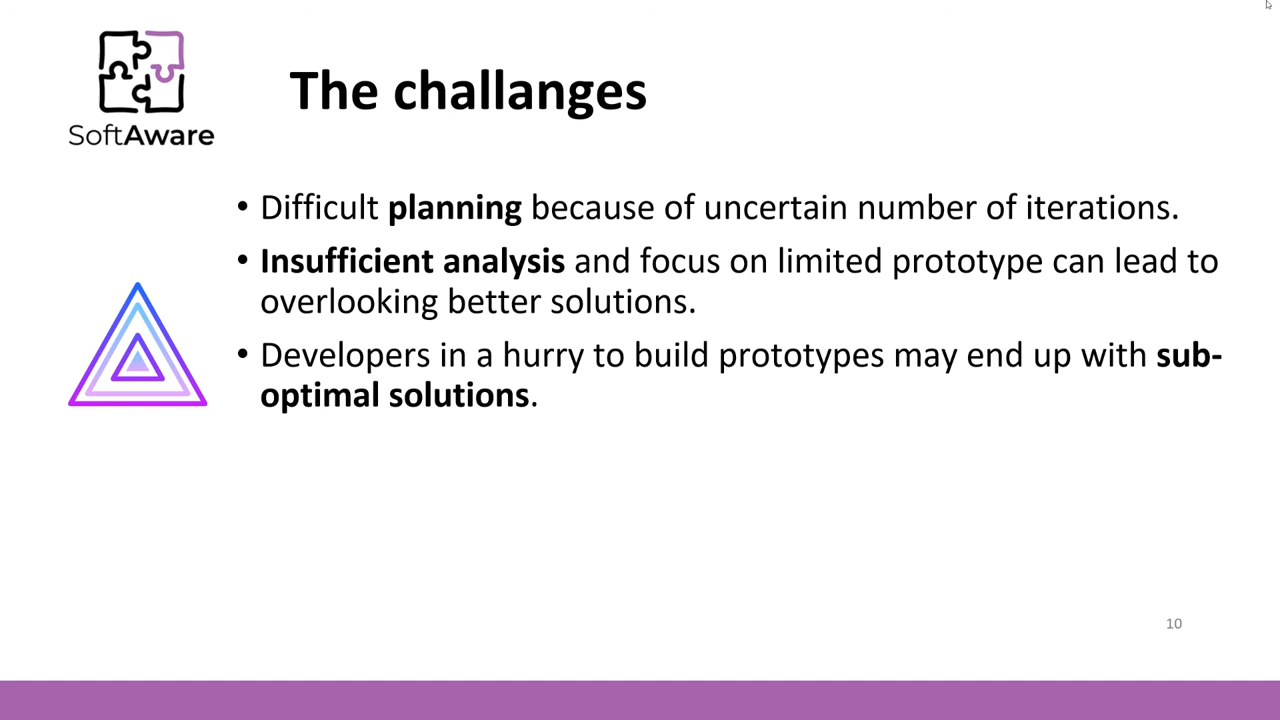 SoftAware
The challanges
• Difficult planning because of uncertain number of iterations.
• Insufficient analysis and focus on limited prototype can lead to
overlooking better solutions.
• Developers in a hurry to build prototypes may end up with sub-
optimal solutions.
10